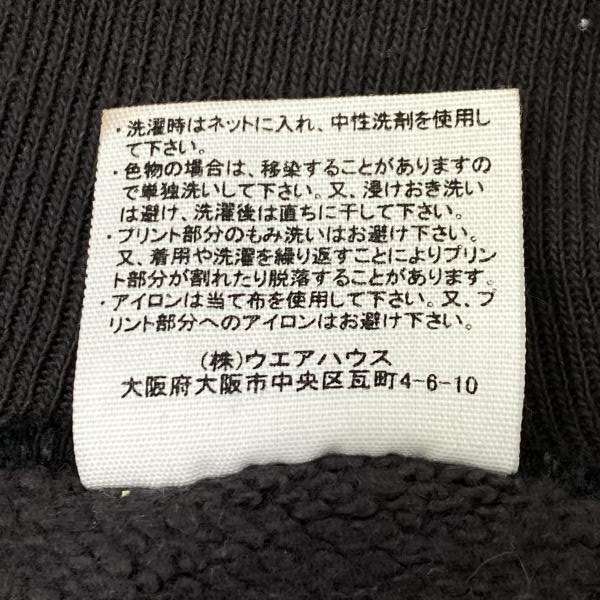 ・洗濯時はネットに入れ、中性洗剤を使用し
て下さい。
・色物の場合は、移染することがありますの
で単独洗いして下さい。又、浸けおき洗い
は避け、洗濯後は直ちに干して下さい。
・プリント部分のもみ洗いはお避け下さい。
又、着用や洗濯を繰り返すことによりプリン
ト部分が割れたり脱落することがあります。
・アイロンは当て布を使用して下さい。又、プ
リント部分へのアイロンはお避け下さい。
(株)ウエアハウス
大阪府大阪市中央区瓦町4-6-10